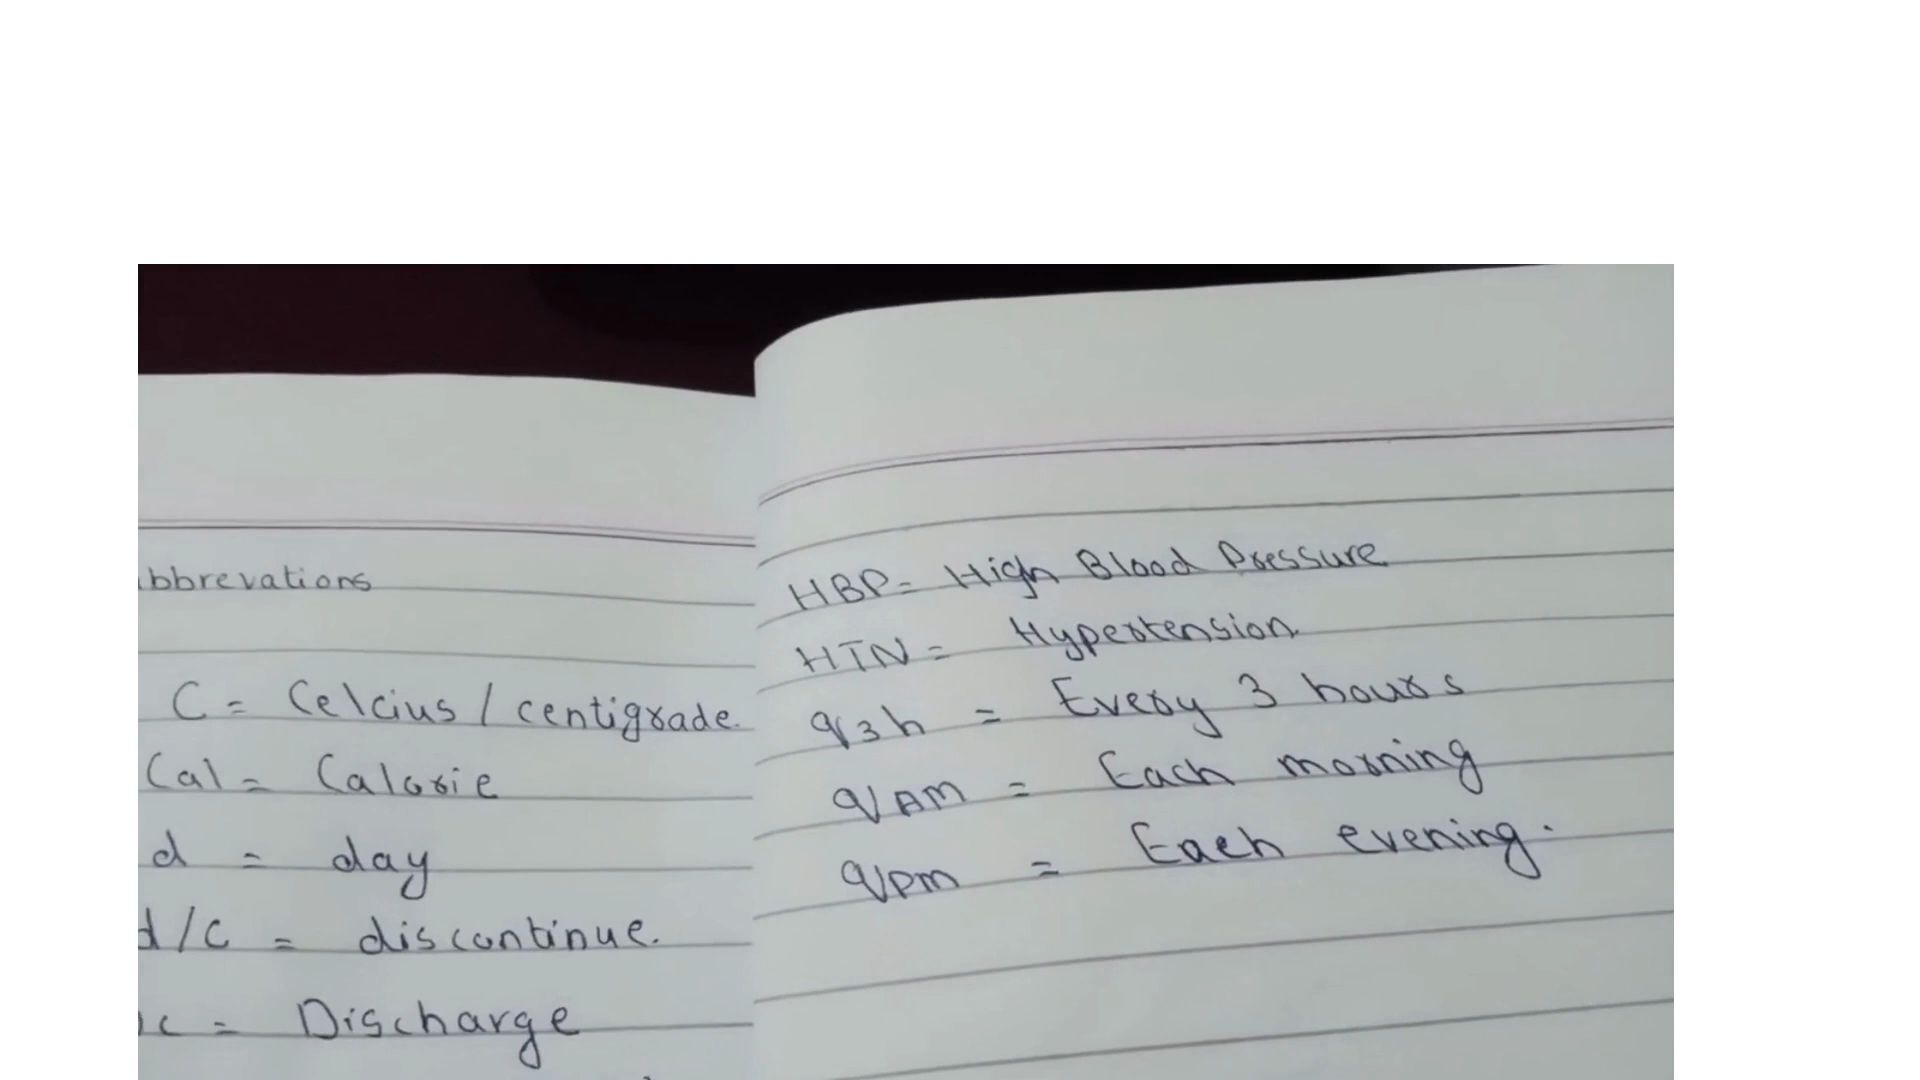 bbrevations
C = Celcius / centigrade.
Cal = Calorie
d = day
d/c = discontinue.
c = Discharge
HBP = High Blood Pressure
HTN = Hypertension.
q3h = Every 3 hours
qAM = Each morning
qpm = Each evening.